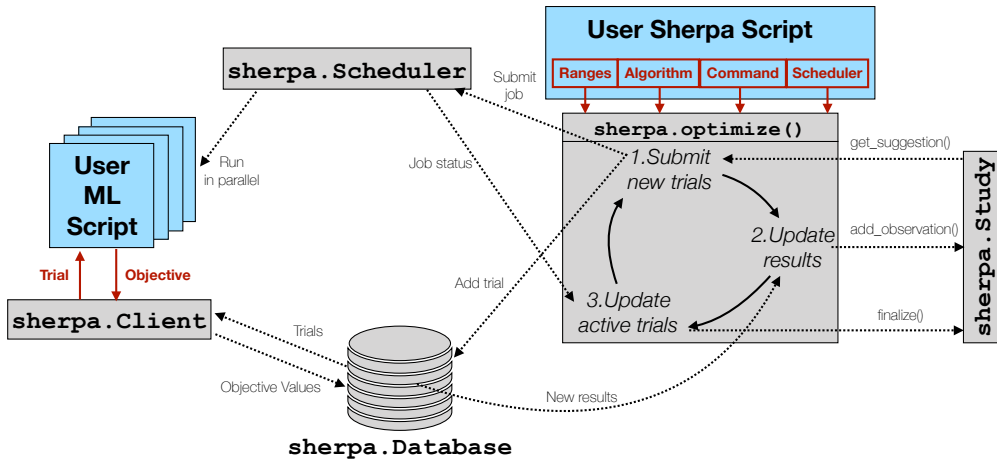 User Sherpa Script
Ranges
Algorithm
Command
Scheduler
sherpa.Scheduler
Submit
job
sherpa.optimize()
1.Submit
new trials
get_suggestion()
Job status
Run
in parallel
User
ML
Script
2.Update
results
add_observation()
sherpa.Study
Trial
Objective
Add trial
3.Update
active trials
finalize()
sherpa.Client
Trials
Objective Values
New results
sherpa.Database